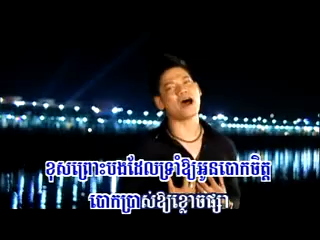 ខុសព្រោះបងដែលទ្រាំឱ្យអូនបោកចិត្ត
បោកប្រាស់ឱ្យខ្លោចផ្សា